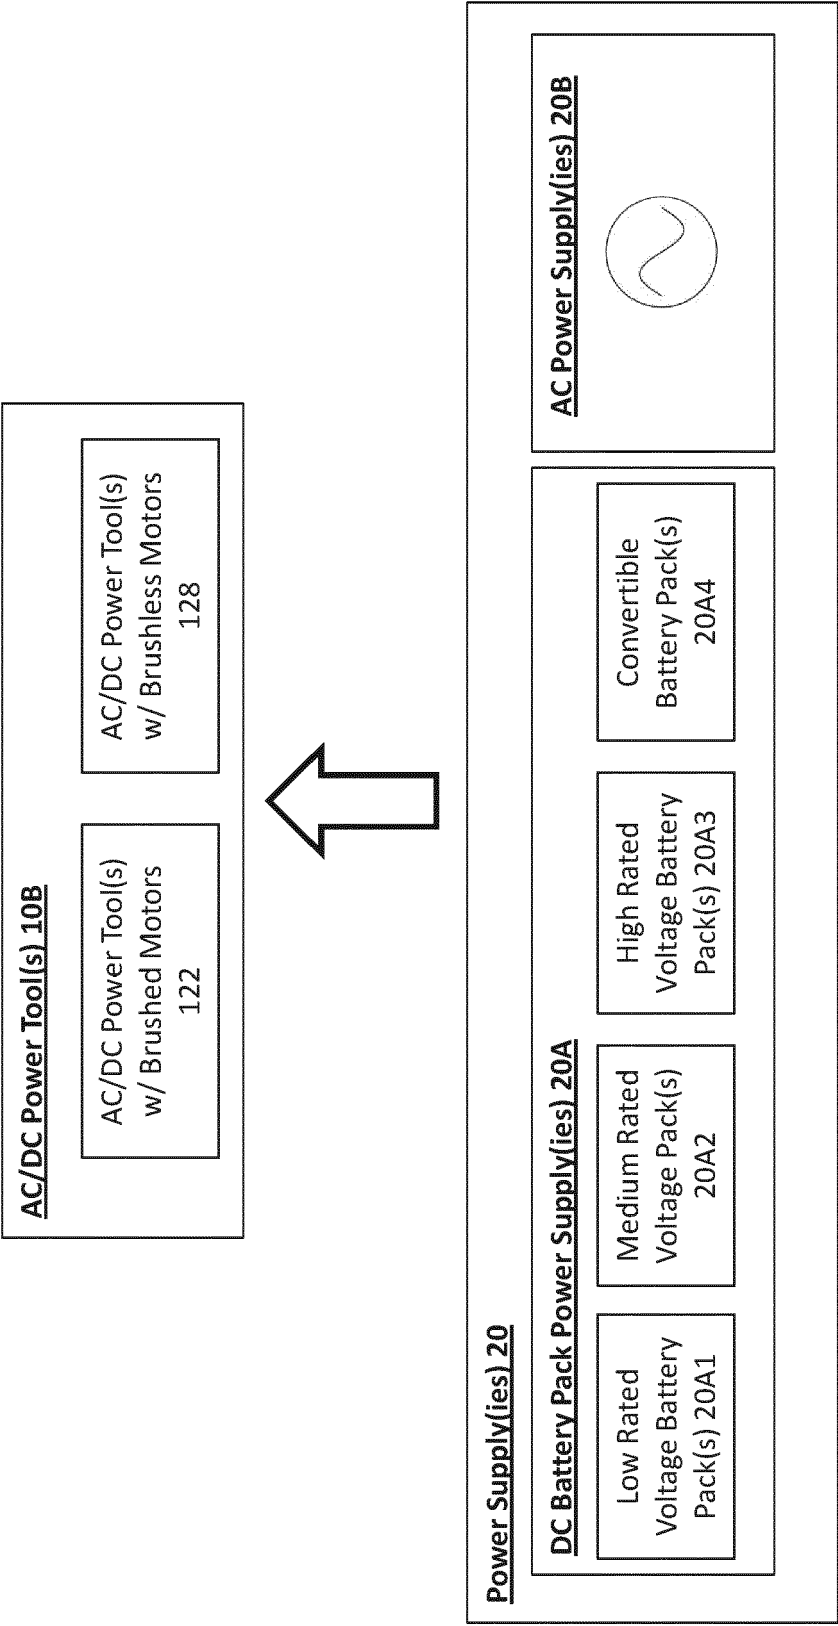 AC/DC Power Tool(s) 10B
AC/DC Power Tool(s)
w/ Brushed Motors
122
AC/DC Power Tool(s)
w/ Brushless Motors
128
Power Supply(ies) 20
DC Battery Pack Power Supply(ies) 20A
Low Rated
Voltage Battery
Pack(s) 20A1
Medium Rated
Voltage Pack(s)
20A2
High Rated
Voltage Battery
Pack(s) 20A3
Convertible
Battery Pack(s)
20A4
AC Power Supply(ies) 20B